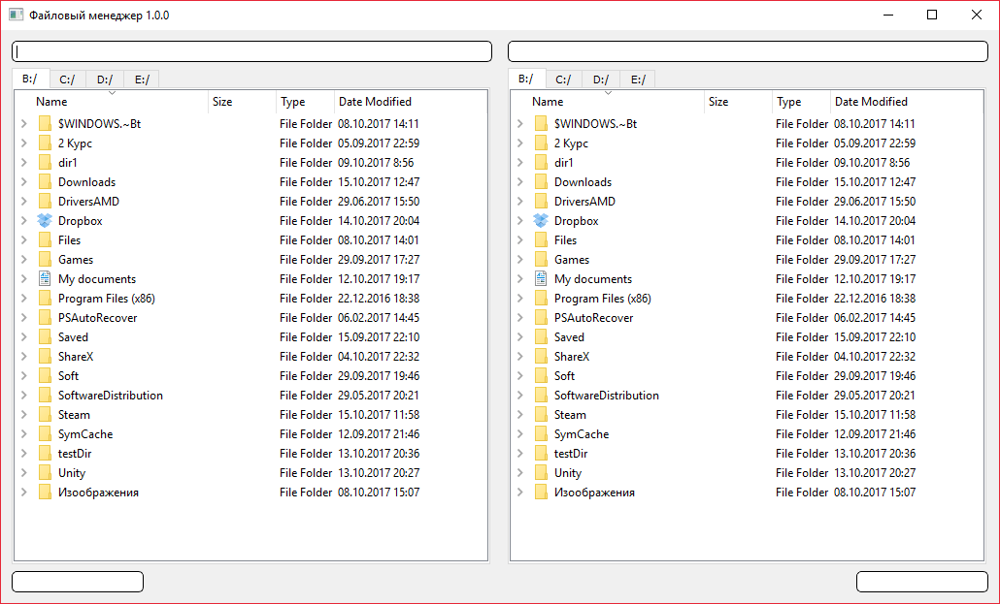 Файловый менеджер 1.0.0
B:/ C:/ D:/ E:/
Name Size Type Date Modified
$WINDOWS.~Bt File Folder 08.10.2017 14:11
2 Курс File Folder 05.09.2017 22:59
dir1 File Folder 09.10.2017 8:56
Downloads File Folder 15.10.2017 12:47
DriversAMD File Folder 29.06.2017 15:50
Dropbox File Folder 14.10.2017 20:04
Files File Folder 08.10.2017 14:01
Games File Folder 29.09.2017 17:27
My documents File Folder 12.10.2017 19:17
Program Files (x86) File Folder 22.12.2016 18:38
PSAutoRecover File Folder 06.02.2017 14:45
Saved File Folder 15.09.2017 22:10
ShareX File Folder 04.10.2017 22:32
Soft File Folder 29.09.2017 19:46
SoftwareDistribution File Folder 29.05.2017 20:21
Steam File Folder 15.10.2017 11:58
SymCache File Folder 12.09.2017 21:46
testDir File Folder 13.10.2017 20:36
Unity File Folder 13.10.2017 20:27
Изоображения File Folder 08.10.2017 15:07
B:/ C:/ D:/ E:/
Name Size Type Date Modified
$WINDOWS.~Bt File Folder 08.10.2017 14:11
2 Курс File Folder 05.09.2017 22:59
dir1 File Folder 09.10.2017 8:56
Downloads File Folder 15.10.2017 12:47
DriversAMD File Folder 29.06.2017 15:50
Dropbox File Folder 14.10.2017 20:04
Files File Folder 08.10.2017 14:01
Games File Folder 29.09.2017 17:27
My documents File Folder 12.10.2017 19:17
Program Files (x86) File Folder 22.12.2016 18:38
PSAutoRecover File Folder 06.02.2017 14:45
Saved File Folder 15.09.2017 22:10
ShareX File Folder 04.10.2017 22:32
Soft File Folder 29.09.2017 19:46
SoftwareDistribution File Folder 29.05.2017 20:21
Steam File Folder 15.10.2017 11:58
SymCache File Folder 12.09.2017 21:46
testDir File Folder 13.10.2017 20:36
Unity File Folder 13.10.2017 20:27
Изоображения File Folder 08.10.2017 15:07